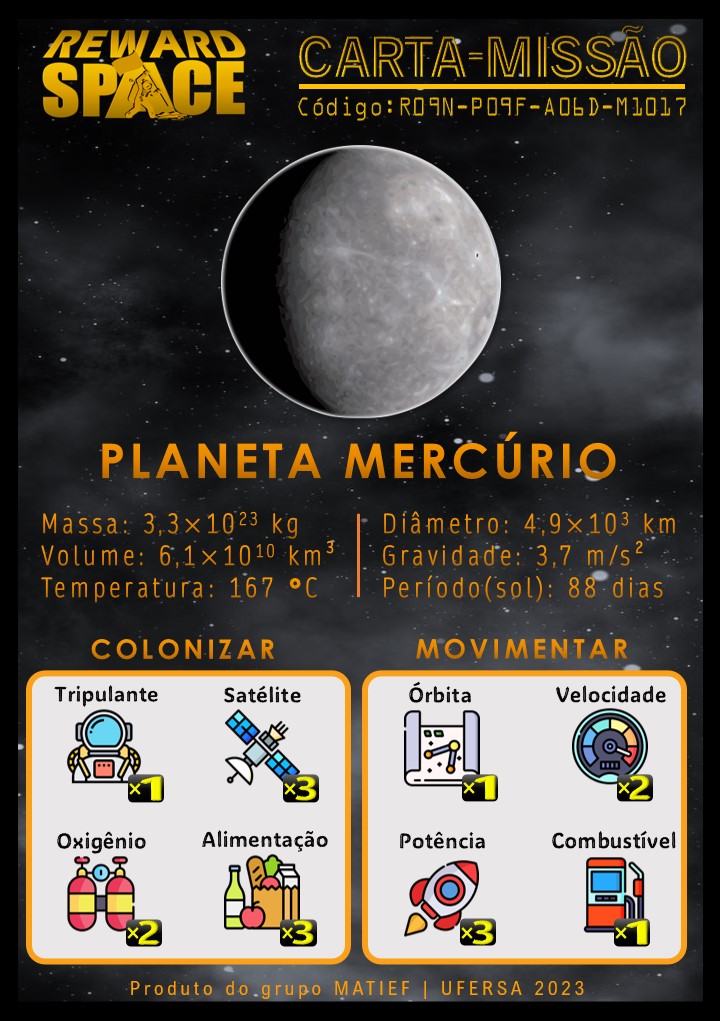 REWARD
SPACE
CARTA-MISSÃO
Código:R09N-P09F-A06D-M1017
PLANETA MERCÚRIO
Massa: 3,3×10²³ kg
Volume: 6,1×10¹⁰ km³
Temperatura: 167 °C
Diâmetro: 4,9×10³ km
Gravidade: 3,7 m/s²
Período(sol): 88 dias
COLONIZAR
Tripulante
×1
Satélite
×3
Oxigênio
×2
Alimentação
×3
MOVIMENTAR
Órbita
×1
Velocidade
×2
Potência
×3
Combustível
×1
Produto do grupo MATIEF | UFERSA 2023